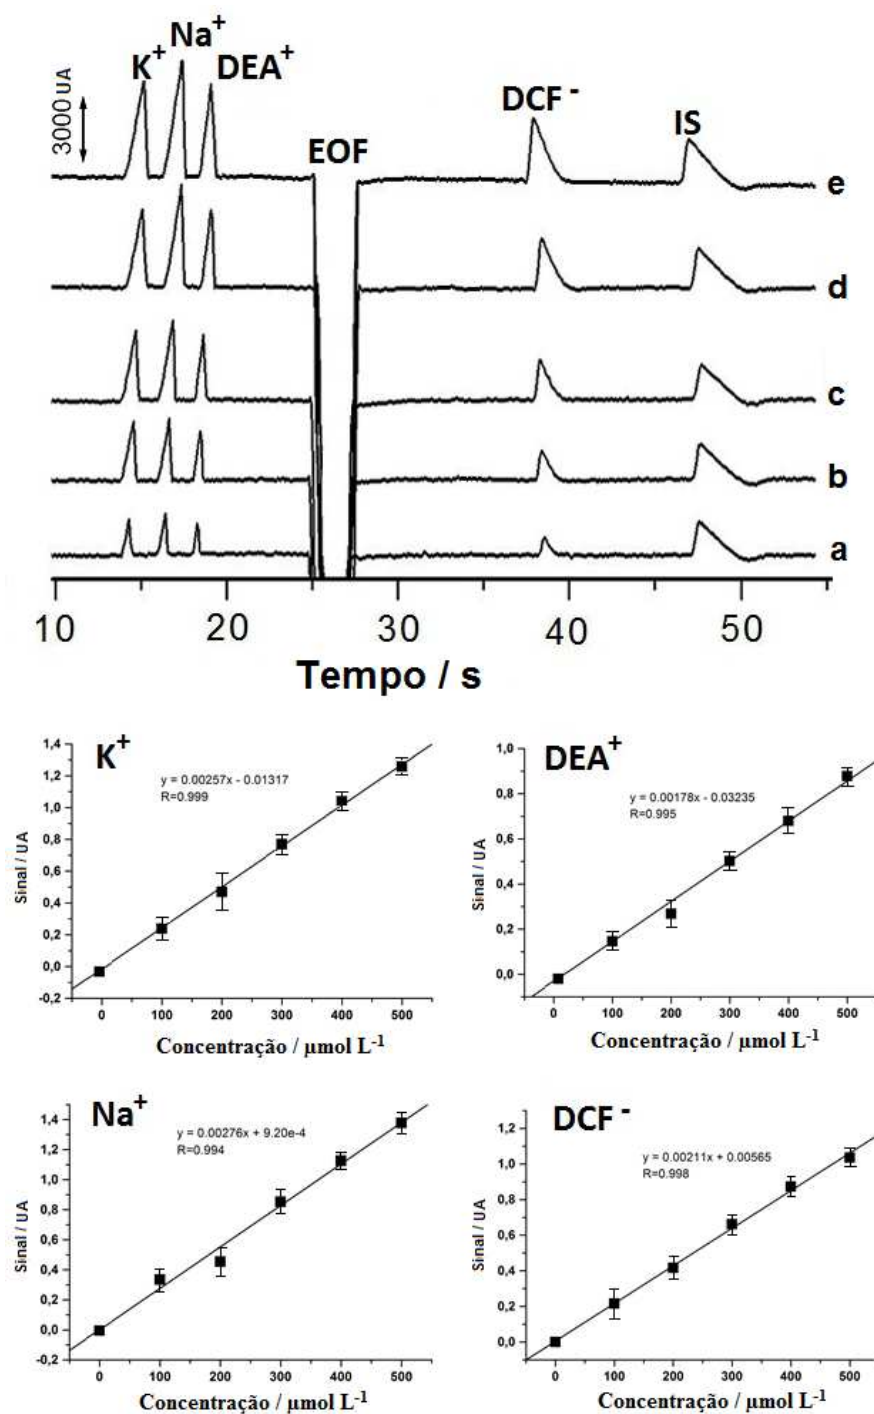 Na+
K+
DEA+
3000 UA
EOF
DCF -
IS
e
d
c
b
a
10
20
30
40
50
Tempo / s
K+
y = 0.00257x - 0.01317
R=0.999
Sinal / UA
1,4
1,2
1,0
0,8
0,6
0,4
0,2
0,0
-0,2
0 100 200 300 400 500
Concentração / µmol L-1
DEA+
y = 0.00178x - 0.03235
R=0.995
Sinal / UA
1,0
0,8
0,6
0,4
0,2
0,0
0 100 200 300 400 500
Concentração / µmol L-1
Na+
y = 0.00276x + 9.20e-4
R=0.994
Sinal / UA
1,4
1,2
1,0
0,8
0,6
0,4
0,2
0,0
-0,2
0 100 200 300 400 500
Concentração / µmol L-1
DCF -
y = 0.00211x + 0.00565
R=0.998
Sinal / UA
1,2
1,0
0,8
0,6
0,4
0,2
0,0
0 100 200 300 400 500
Concentração / µmol L-1